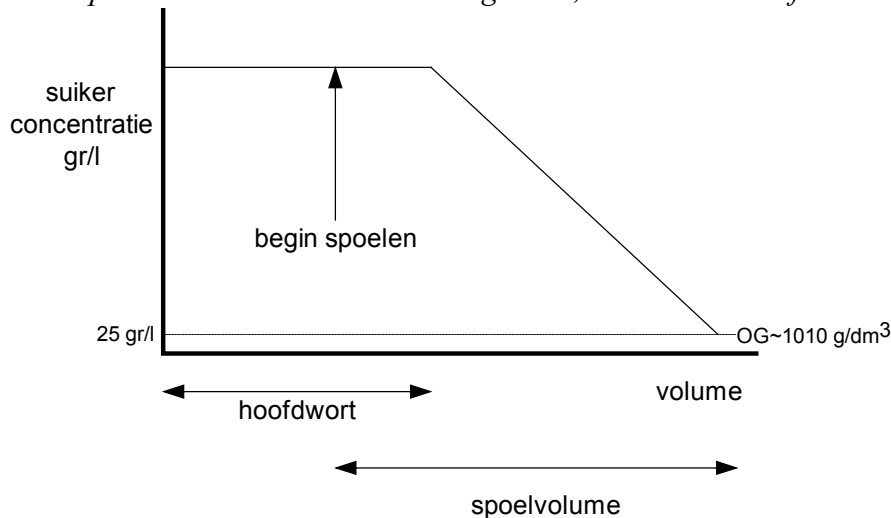 suiker
concentratie
gr/l
begin spoelen
25 gr/l
OG~1010 g/dm³
hoofdwort
volume
spoelvolume